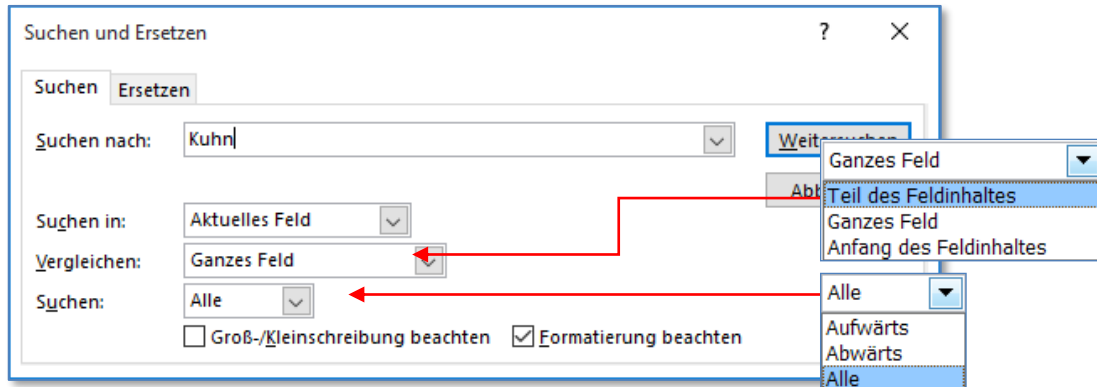 Suchen und Ersetzen ?
Suchen Ersetzen
Suchen nach: Kuhn
Suchen in: Aktuelles Feld
Vergleichen: Ganzes Feld
Suchen: Alle
Groß-/Kleinschreibung beachten Formatierung beachten
Ganzes Feld
Teil des Feldinhaltes
Ganzes Feld
Anfang des Feldinhaltes
Alle
Aufwärts
Abwärts
Alle